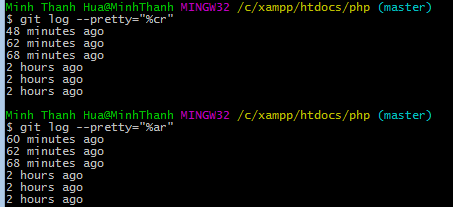 Minh Thanh Hua@MinhThanh MINGW32 /c/xampp/htdocs/php (master)
$ git log --pretty="%cr"
48 minutes ago
62 minutes ago
68 minutes ago
2 hours ago
2 hours ago
2 hours ago
Minh Thanh Hua@MinhThanh MINGW32 /c/xampp/htdocs/php (master)
$ git log --pretty="%ar"
60 minutes ago
62 minutes ago
68 minutes ago
2 hours ago
2 hours ago
2 hours ago